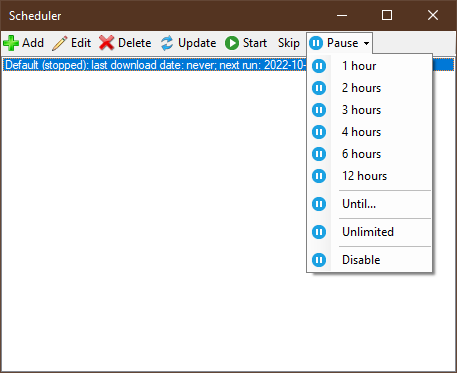 Scheduler
Add Edit Delete Update Start Skip Pause
Default (stopped): last download date: never; next run: 2022-10-
1 hour
2 hours
3 hours
4 hours
6 hours
12 hours
Until...
Unlimited
Disable